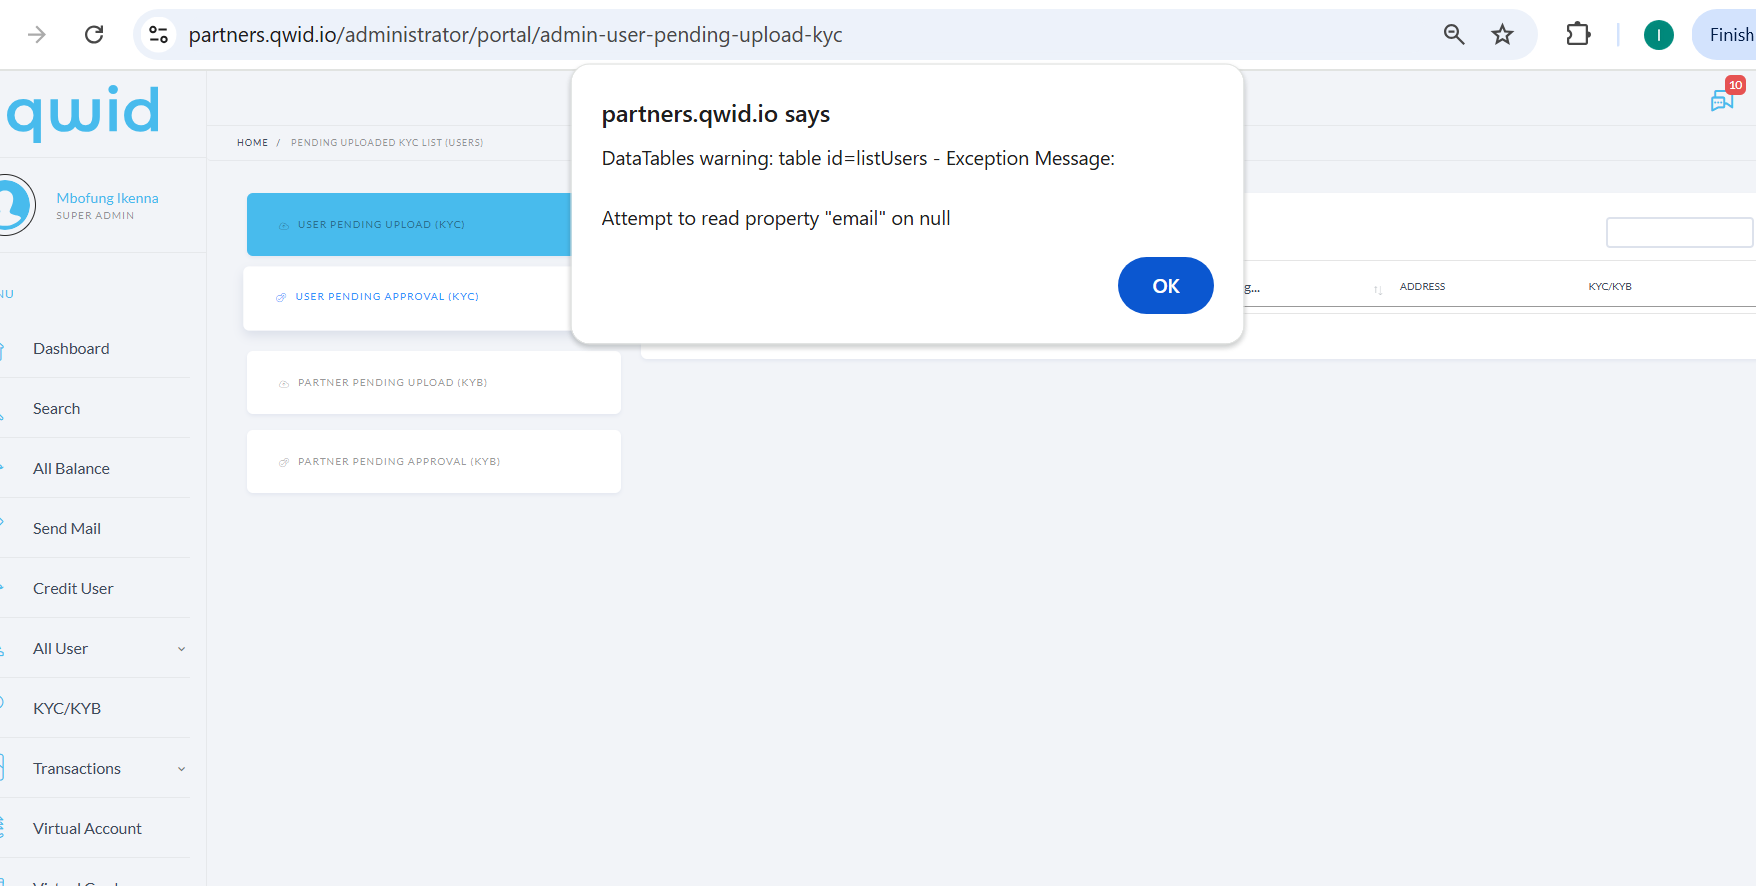 partners.qwid.io/administrator/portal/admin-user-pending-upload-kyc
Finish
qwid
10
partners.qwid.io says
DataTables warning: table id=listUsers - Exception Message:
Attempt to read property "email" on null
OK
HOME / PENDING UPLOADED KYC LIST (USERS)
Mbofung Ikenna
SUPER ADMIN
USER PENDING UPLOAD (KYC)
USER PENDING APPROVAL (KYC)
PARTNER PENDING UPLOAD (KYB)
PARTNER PENDING APPROVAL (KYB)
g...
ADDRESS
KYC/KYB
NU
Dashboard
Search
All Balance
Send Mail
Credit User
All User
KYC/KYB
Transactions
Virtual Account